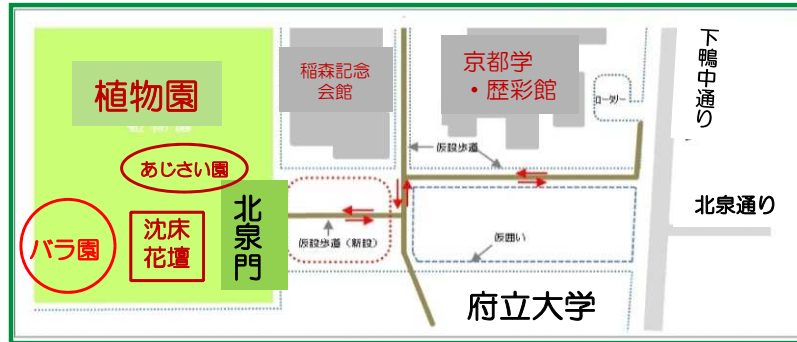 植物園
稲森記念
会館
京都学
・歴彩館
下鴨中通り
ロータリー
仮設歩道
あじさい園
北泉門
北泉通り
バラ園
沈床
花壇
仮設歩道（新設）
仮囲い
府立大学